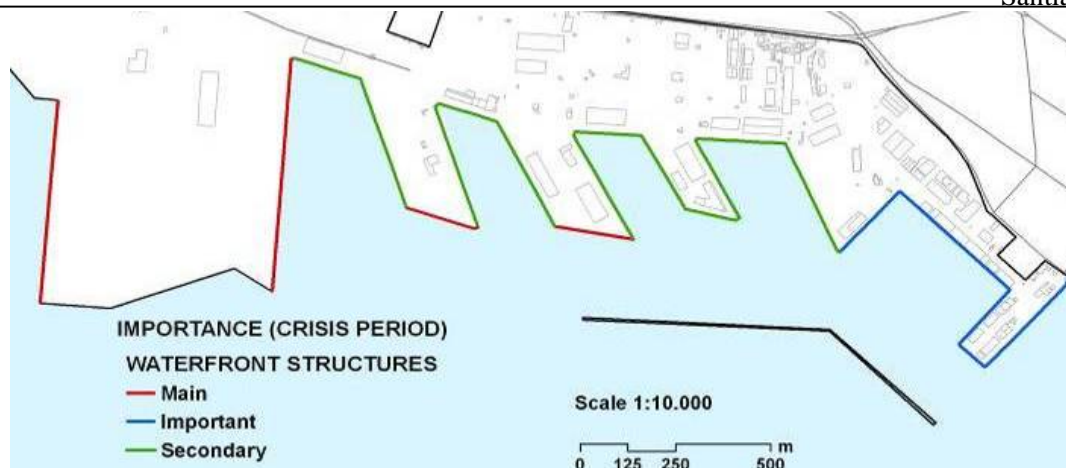 IMPORTANCE (CRISIS PERIOD)
WATERFRONT STRUCTURES
Main
Important
Secondary
Scale 1:10.000
m
0 125 250 500